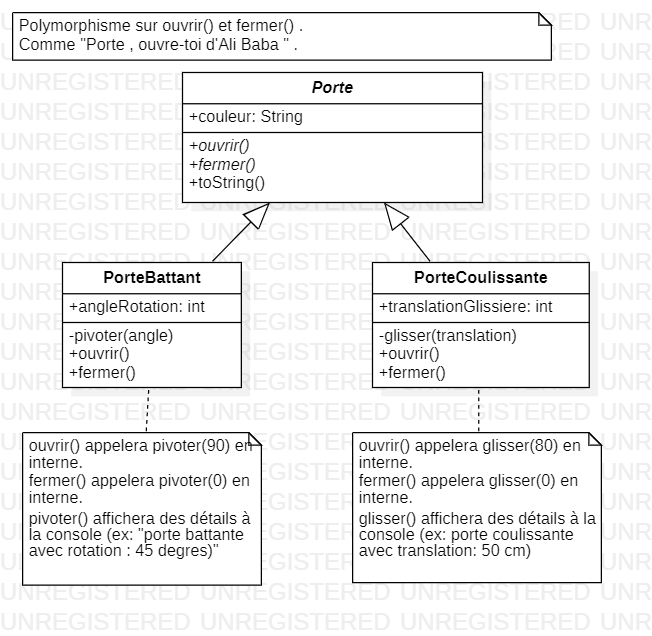 Polymorphisme sur ouvrir() et fermer() .
Comme "Porte , ouvre-toi d'Ali Baba " .
Porte
+couleur: String
+ouvrir()
+fermer()
+toString()
PorteBattant
+angleRotation: int
-pivoter(angle)
+ouvrir()
+fermer()
PorteCoulissante
+translationGlissiere: int
-glisser(translation)
+ouvrir()
+fermer()
ouvrir() appelera pivoter(90) en
interne.
fermer() appelera pivoter(0) en
interne.
pivoter() affichera des détails à
la console (ex: "porte battante
avec rotation : 45 degres)"
ouvrir() appelera glisser(80) en
interne.
fermer() appelera glisser(0) en
interne.
glisser() affichera des détails à la
console (ex: porte coulissante
avec translation: 50 cm)
UNREGISTERED